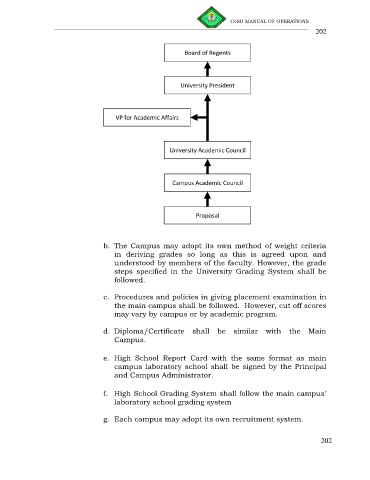 CvSU MANUAL OF OPERATIONS
202
Board of Regents
University President
VP for Academic Affairs
University Academic Council
Campus Academic Council
Proposal
b. The Campus may adopt its own method of weight criteria
in deriving grades so long as this is agreed upon and
understood by members of the faculty. However, the grade
steps specified in the University Grading System shall be
followed.
c. Procedures and policies in giving placement examination in
the main campus shall be followed. However, cut off scores
may vary by campus or by academic program.
d. Diploma/Certificate shall be similar with the Main
Campus.
e. High School Report Card with the same format as main
campus laboratory school shall be signed by the Principal
and Campus Administrator.
f. High School Grading System shall follow the main campus'
laboratory school grading system
g. Each campus may adopt its own recruitment system.
202